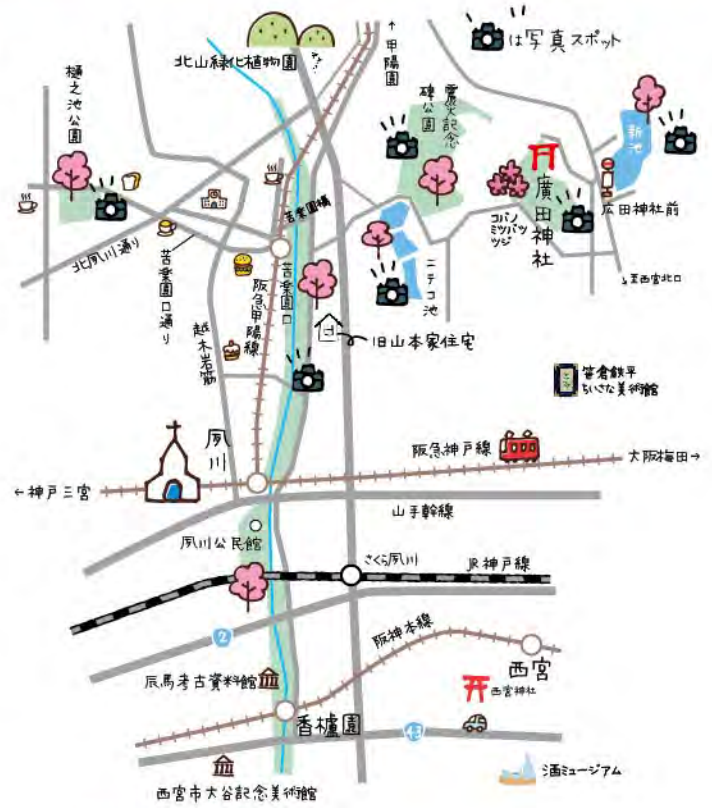 は写真スポット
↑甲陽園
北山緑化植物園
樋之池公園
震災記念
碑公園
新池
廣田神社
広田神社前
コバノ
ミツバツ
ツジ
↓至西宮北口
苦楽園橋
北夙川通り
苦楽園口通り
越木岩筋
阪急甲陽線
苦楽園口
ニテコ池
旧山本家住宅
笹倉鉄平
ちいさな美術館
夙川
阪急神戸線
大阪梅田→
←神戸三宮
山手幹線
夙川公民館
さくら夙川
JR神戸線
2
阪神本線
西宮
辰馬考古資料館
西宮神社
香櫨園
43
酒ミュージアム
西宮市大谷記念美術館